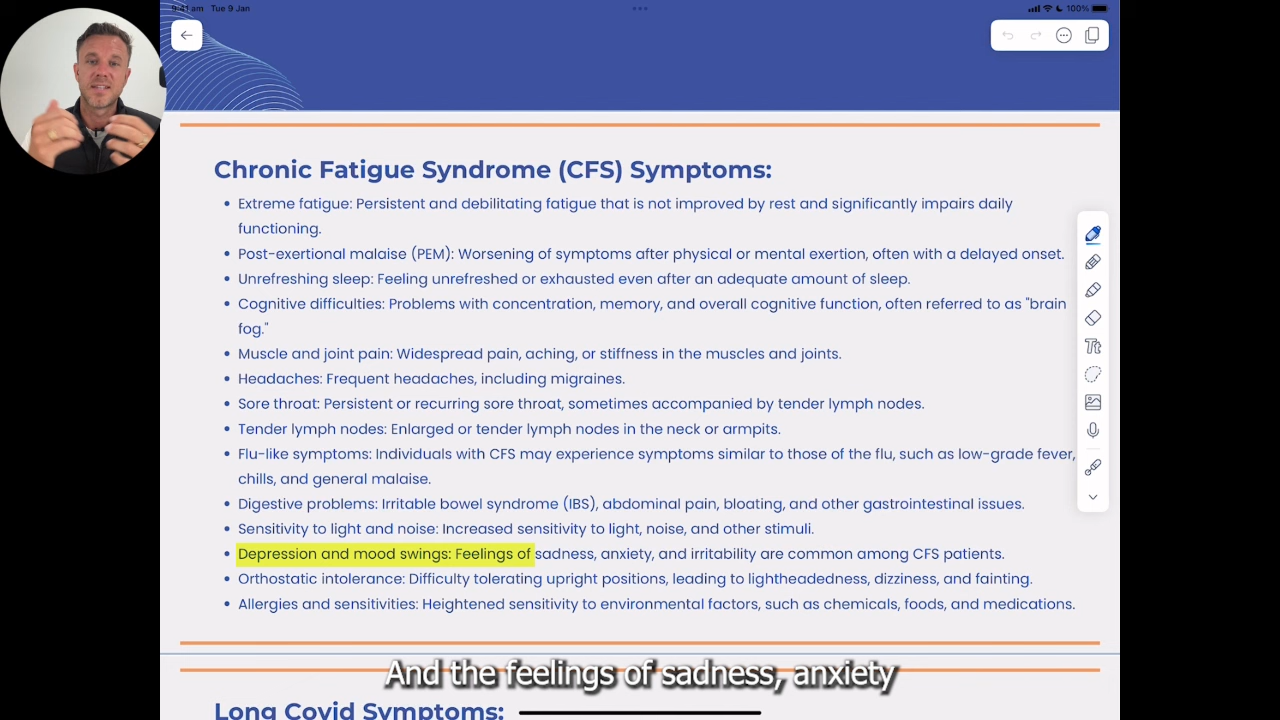 9:41 am Tue 9 Jan
100%
Chronic Fatigue Syndrome (CFS) Symptoms:
• Extreme fatigue: Persistent and debilitating fatigue that is not improved by rest and significantly impairs daily
functioning.
• Post-exertional malaise (PEM): Worsening of symptoms after physical or mental exertion, often with a delayed onset.
• Unrefreshing sleep: Feeling unrefreshed or exhausted even after an adequate amount of sleep.
• Cognitive difficulties: Problems with concentration, memory, and overall cognitive function, often referred to as "brain
fog."
• Muscle and joint pain: Widespread pain, aching, or stiffness in the muscles and joints.
• Headaches: Frequent headaches, including migraines.
• Sore throat: Persistent or recurring sore throat, sometimes accompanied by tender lymph nodes.
• Tender lymph nodes: Enlarged or tender lymph nodes in the neck or armpits.
• Flu-like symptoms: Individuals with CFS may experience symptoms similar to those of the flu, such as low-grade fever,
chills, and general malaise.
• Digestive problems: Irritable bowel syndrome (IBS), abdominal pain, bloating, and other gastrointestinal issues.
• Sensitivity to light and noise: Increased sensitivity to light, noise, and other stimuli.
• Depression and mood swings: Feelings of sadness, anxiety, and irritability are common among CFS patients.
• Orthostatic intolerance: Difficulty tolerating upright positions, leading to lightheadedness, dizziness, and fainting.
• Allergies and sensitivities: Heightened sensitivity to environmental factors, such as chemicals, foods, and medications.
And the feelings of sadness, anxiety
Long Covid Symptoms:
Tt